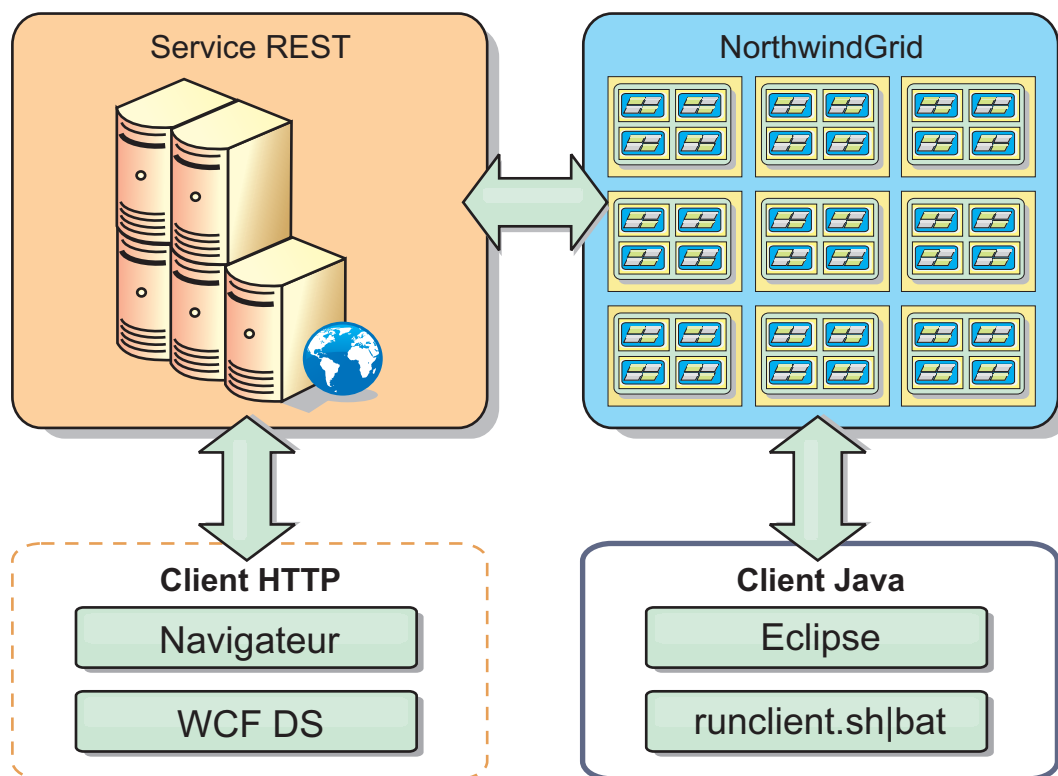 Service REST
NorthwindGrid
Client HTTP
Navigateur
WCF DS
Client Java
Eclipse
runclient.sh|bat